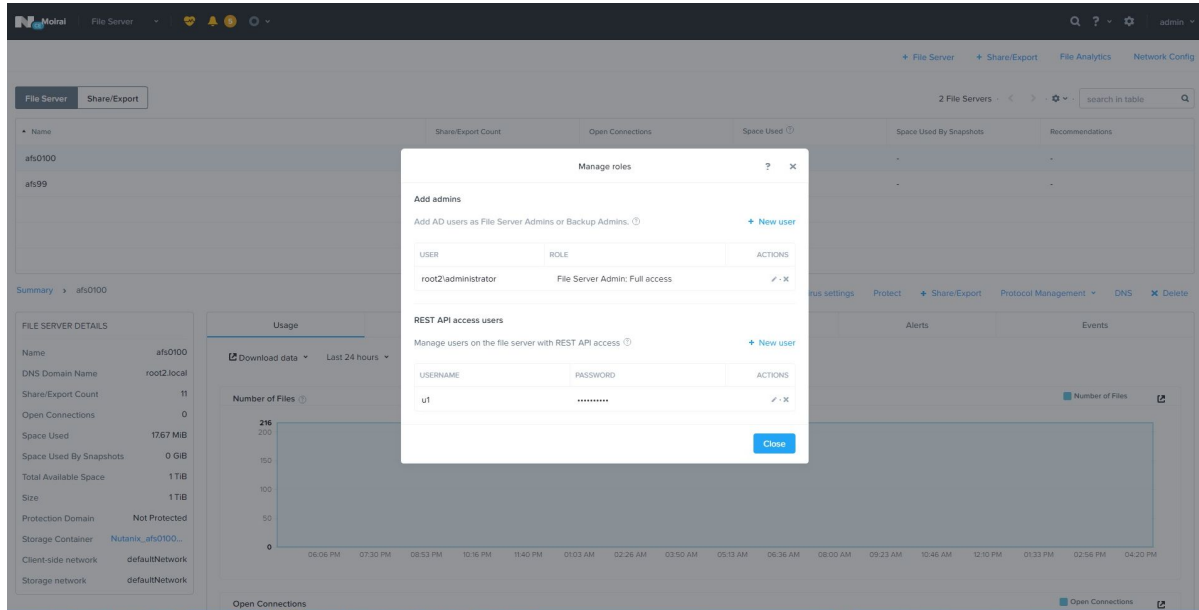 Moirai File Server 5 admin
+ File Server + Share/Export File Analytics Network Config
File Server Share/Export 2 File Servers search in table
Name Share/Export Count Open Connections Space Used Space Used By Snapshots Recommendations
afs0100 - -
afs99 - -
Manage roles ? ×
Add admins
Add AD users as File Server Admins or Backup Admins. + New user
USER ROLE ACTIONS
root2\administrator File Server Admin: Full access
REST API access users
Manage users on the file server with REST API access + New user
USERNAME PASSWORD ACTIONS
u1 ••••••••••
Close
Summary > afs0100 settings Protect + Share/Export Protocol Management DNS × Delete
FILE SERVER DETAILS
Name afs0100
DNS Domain Name root2.local
Share/Export Count 11
Open Connections 0
Space Used 17.67 MiB
Space Used By Snapshots 0 GiB
Total Available Space 1 TiB
Size 1 TiB
Protection Domain Not Protected
Storage Container Nutanix_afs0100...
Client-side network defaultNetwork
Storage network defaultNetwork
Usage Alerts Events
Download data Last 24 hours
Number of Files Number of Files
216
200
150
100
50
0
06:06 PM 07:30 PM 08:53 PM 10:16 PM 11:40 PM 01:03 AM 02:26 AM 03:50 AM 05:13 AM 06:36 AM 08:00 AM 09:23 AM 10:46 AM 12:10 PM 01:33 PM 02:56 PM 04:20 PM
Open Connections Open Connections